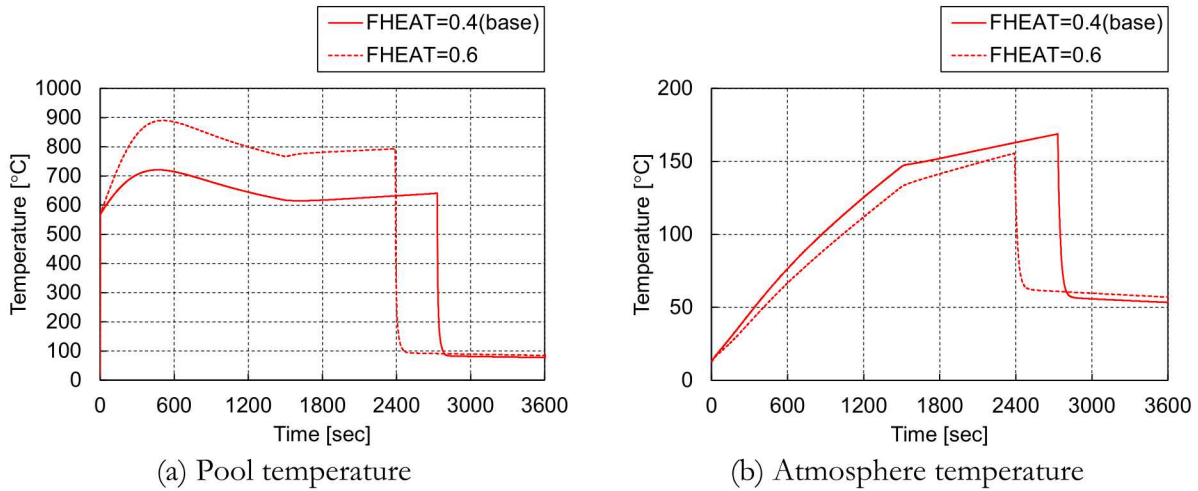 FHEAT=0.4(base)
FHEAT=0.6
1000
900
800
700
600
500
400
300
200
100
0
Temperature [°C]
0 600 1200 1800 2400 3000 3600
Time [sec]
(a) Pool temperature
FHEAT=0.4(base)
FHEAT=0.6
200
150
100
50
0
Temperature [°C]
0 600 1200 1800 2400 3000 3600
Time [sec]
(b) Atmosphere temperature